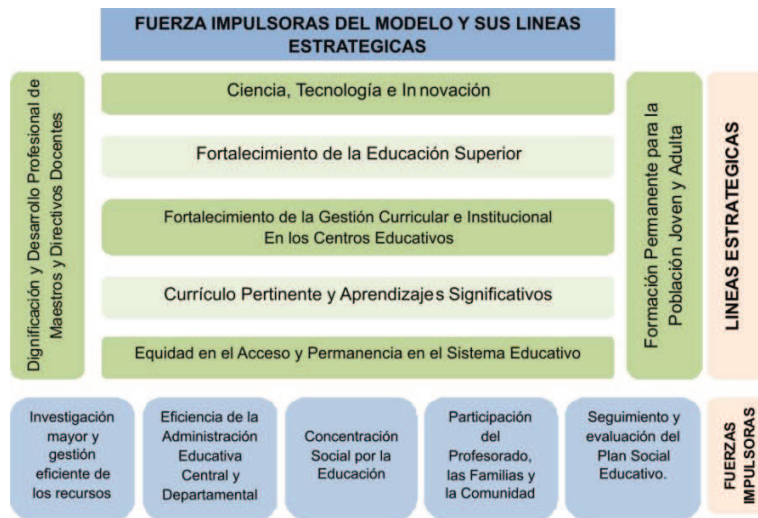 FUERZA IMPULSORAS DEL MODELO Y SUS LINEAS
ESTRATEGICAS
Dignificación y Desarrollo Profesional de
Maestros y Directivos Docentes
Ciencia, Tecnología e In novación
Fortalecimiento de la Educación Superior
Fortalecimiento de la Gestión Curricular e Institucional
En los Centros Educativos
Currículo Pertinente y Aprendizajes Significativos
Equidad en el Acceso y Permanencia en el Sistema Educativo
Formación Permanente para la
Población Joven y Adulta
LINEAS ESTRATEGICAS
Investigación
mayor y
gestión
eficiente de
los recursos
Eficiencia de la
Administración
Educativa
Central y
Departamental
Concentración
Social por la
Educación
Participación
del
Profesorado,
las Familias y
la Comunidad
Seguimiento y
evaluación del
Plan Social
Educativo.
FUERZAS
IMPULSORAS